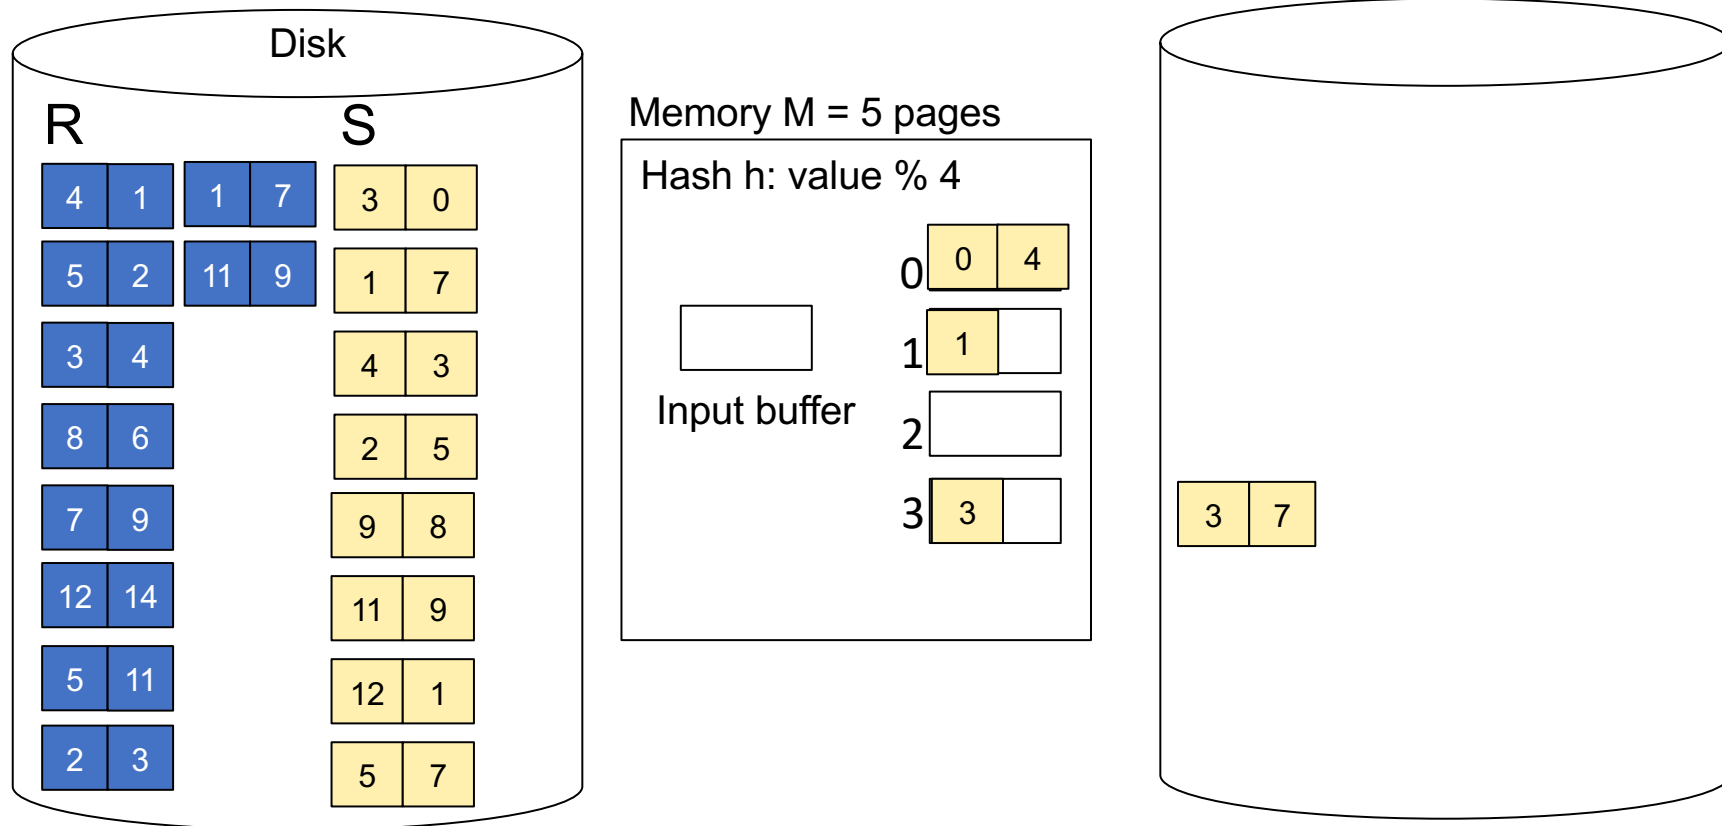 Disk
R S
4 1 1 7
5 2 11 9
3 4
8 6
7 9
12 14
5 11
2 3
3 0
1 7
4 3
2 5
9 8
11 9
12 1
5 7
Memory M = 5 pages
Hash h: value % 4
Input buffer
0 0 4
1 1
2
3 3
3 7